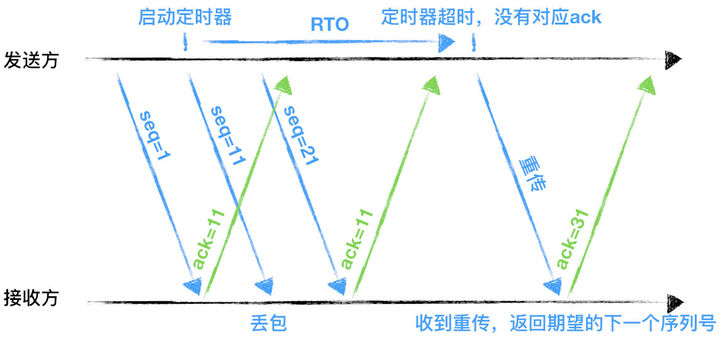 启动定时器
RTO
定时器超时，没有对应ack
发送方
seq=1
seq=11
seq=21
ack=11
ack=11
重传
ack=31
接收方
丢包
收到重传，返回期望的下一个序列号